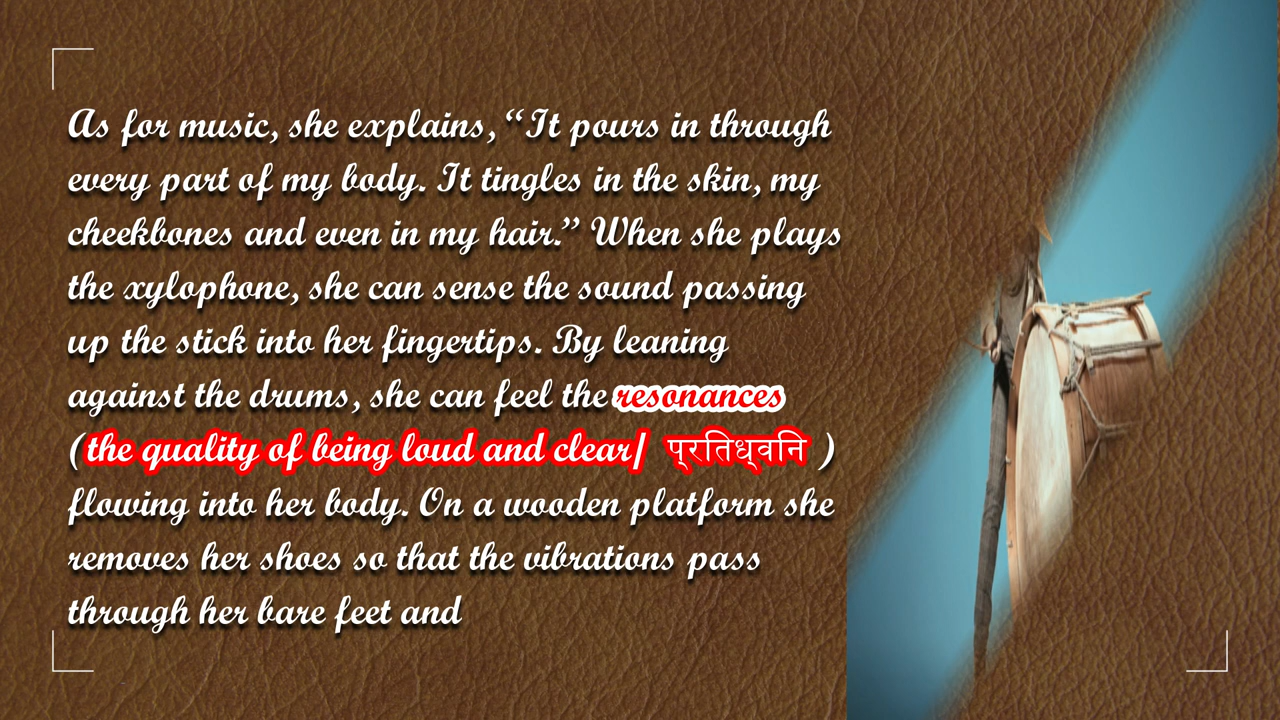 As for music, she explains, “It pours in through
every part of my body. It tingles in the skin, my
cheekbones and even in my hair.” When she plays
the xylophone, she can sense the sound passing
up the stick into her fingertips. By leaning
against the drums, she can feel the resonances
(the quality of being loud and clear/ प्रतिध्वनि )
flowing into her body. On a wooden platform she
removes her shoes so that the vibrations pass
through her bare feet and